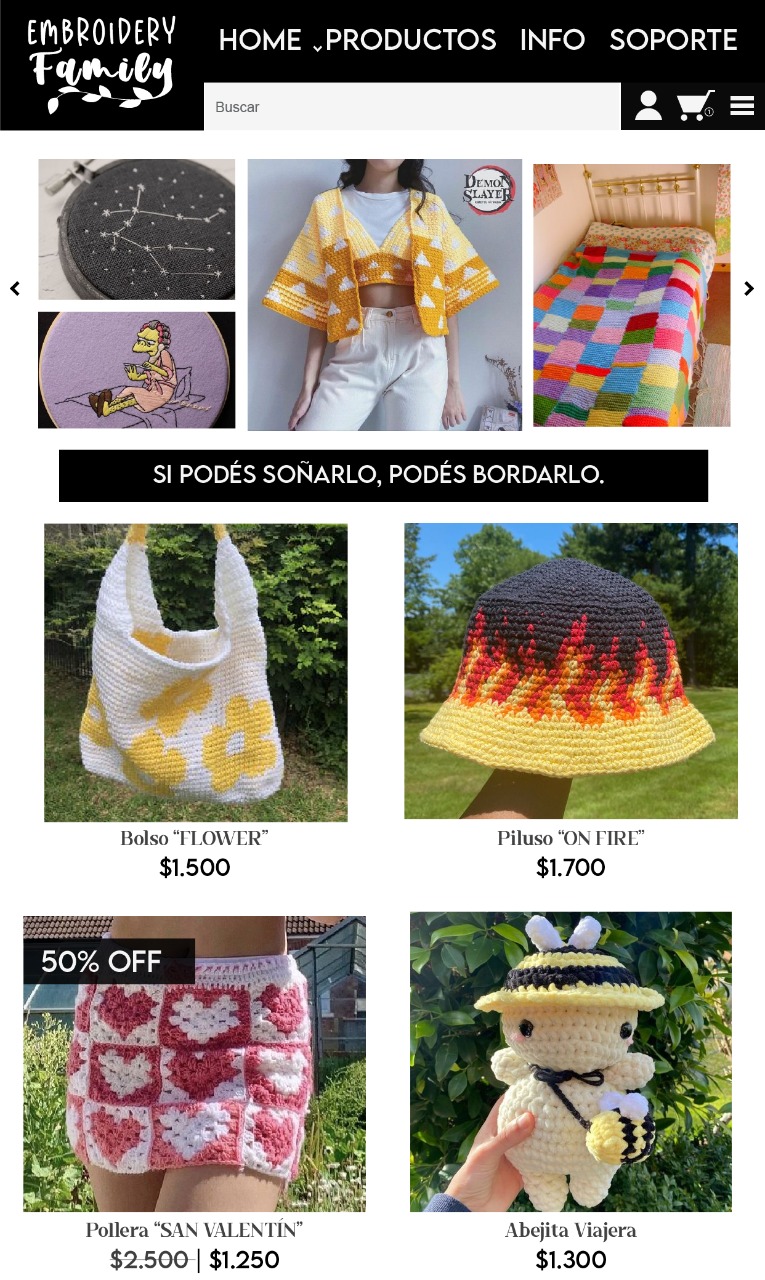 EMBROIDERY
Family
HOME PRODUCTOS INFO SOPORTE
Buscar
1
DEMON
SLAYER
SI PODÉS SOÑARLO, PODÉS BORDARLO.
Bolso “FLOWER”
$1.500
Piluso “ON FIRE”
$1.700
50% OFF
Pollera “SAN VALENTÍN”
$2.500 | $1.250
Abejita Viajera
$1.300